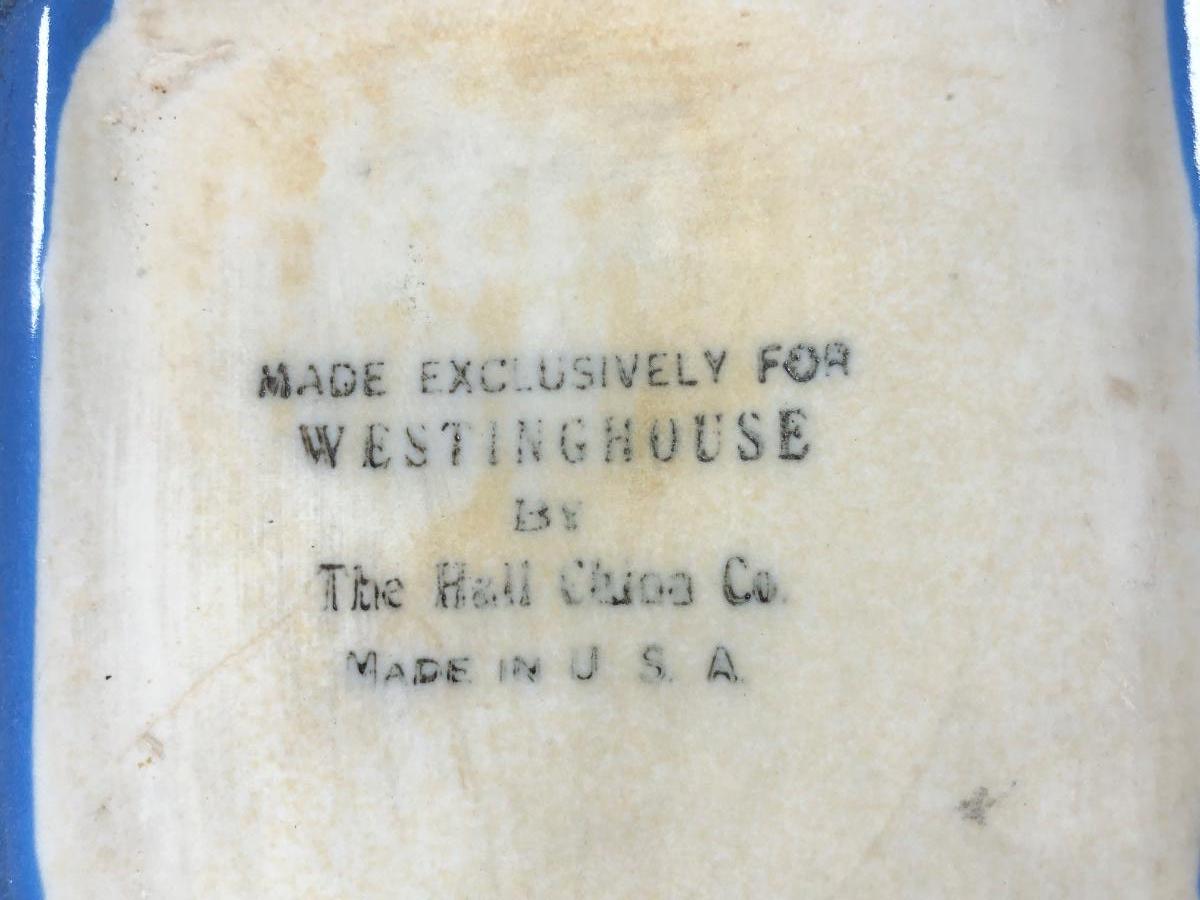 MADE EXCLUSIVELY FOR
WESTINGHOUSE
BY
The Hall China Co.
MADE IN U. S. A.